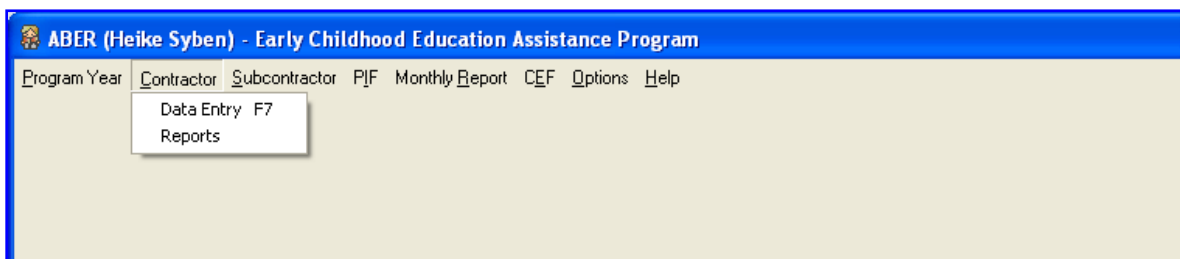 ABER (Heike Syben) - Early Childhood Education Assistance Program
Program Year Contractor Subcontractor PIF Monthly Report CEF Options Help
Data Entry F7
Reports